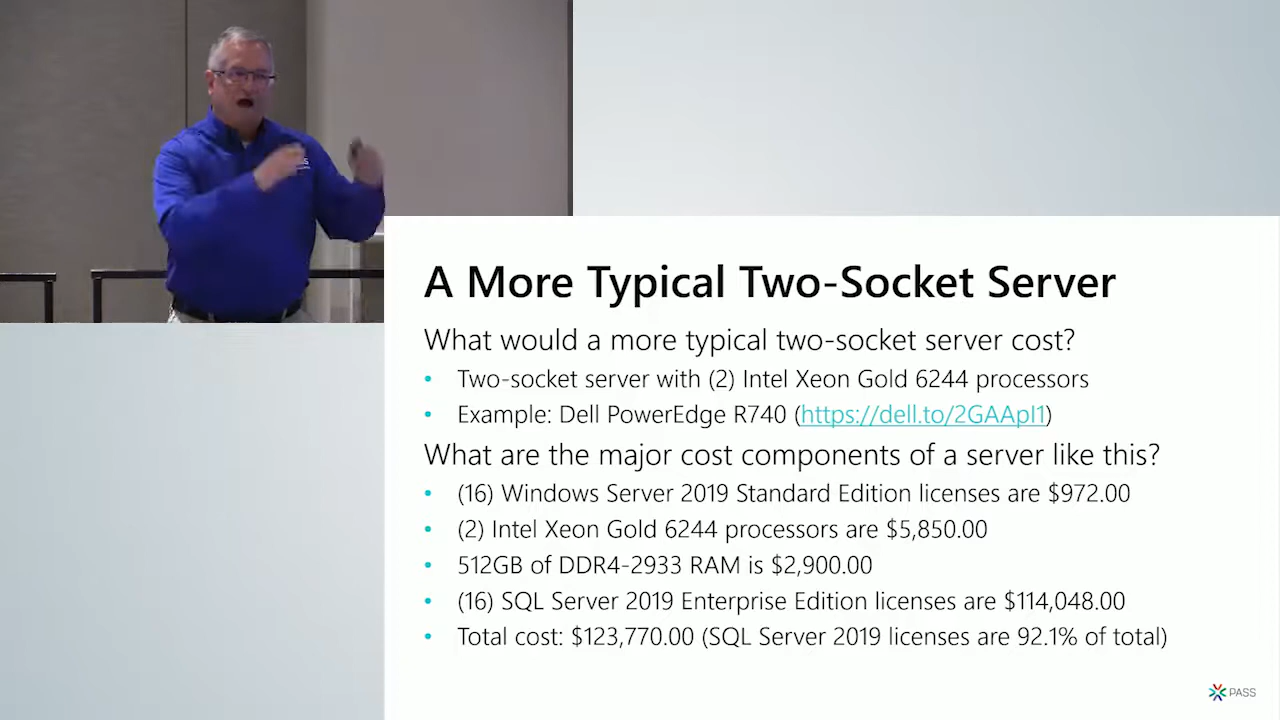 A More Typical Two-Socket Server
What would a more typical two-socket server cost?
• Two-socket server with (2) Intel Xeon Gold 6244 processors
• Example: Dell PowerEdge R740 (https://dell.to/2GAApI1)
What are the major cost components of a server like this?
• (16) Windows Server 2019 Standard Edition licenses are $972.00
• (2) Intel Xeon Gold 6244 processors are $5,850.00
• 512GB of DDR4-2933 RAM is $2,900.00
• (16) SQL Server 2019 Enterprise Edition licenses are $114,048.00
• Total cost: $123,770.00 (SQL Server 2019 licenses are 92.1% of total)
PASS